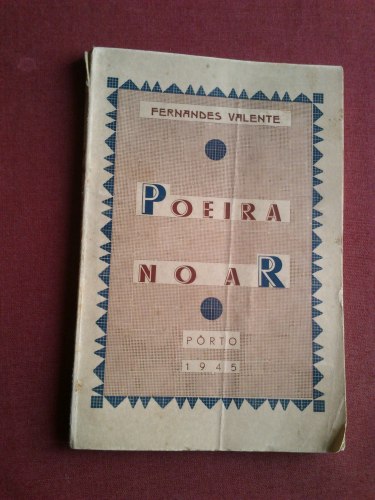 FERNANDES VALENTE
POEIRA
NO AR
PÔRTO
1945